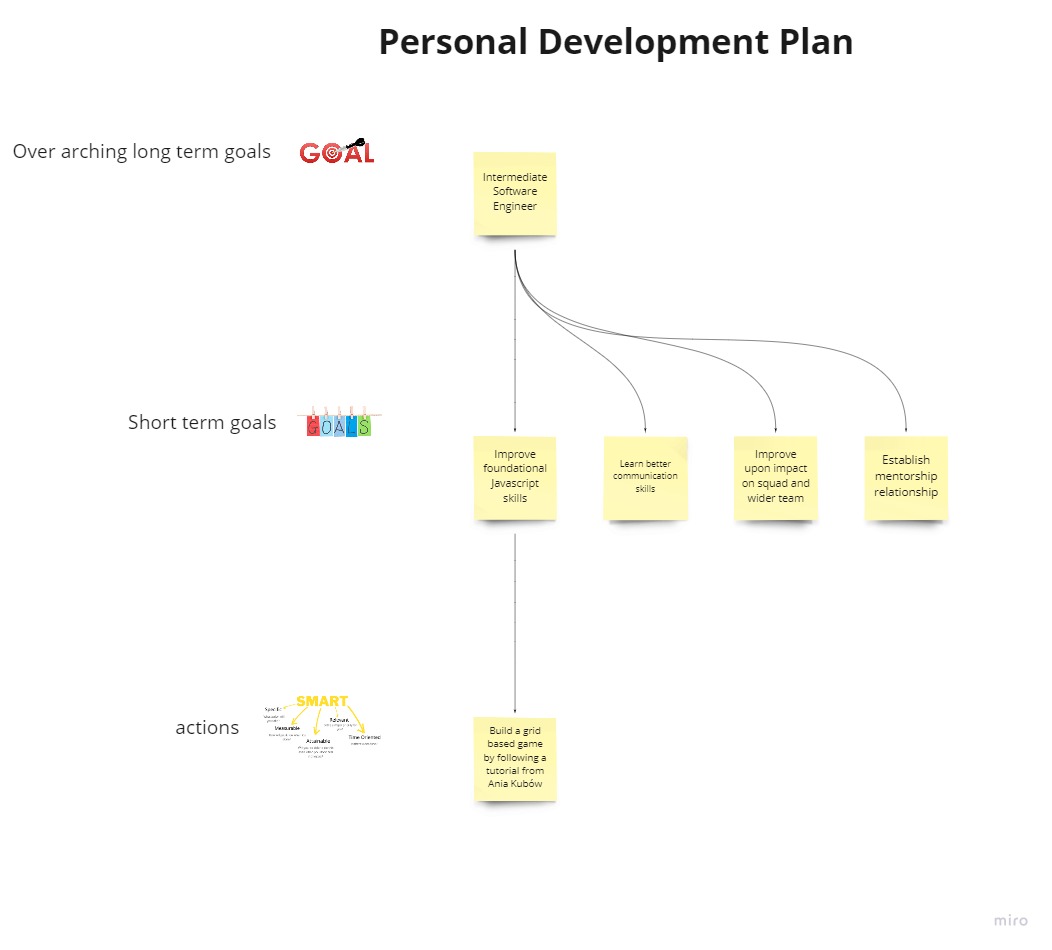 Personal Development Plan
Over arching long term goals
GOAL
Intermediate
Software
Engineer
Short term goals
GOALS
Improve
foundational
Javascript
skills
Learn better
communication
skills
Improve
upon impact
on squad and
wider team
Establish
mentorship
relationship
actions
SMART
Specific
Measurable
Attainable
Relevant
Time Oriented
Build a grid
based game
by following a
tutorial from
Ania Kubów
miro